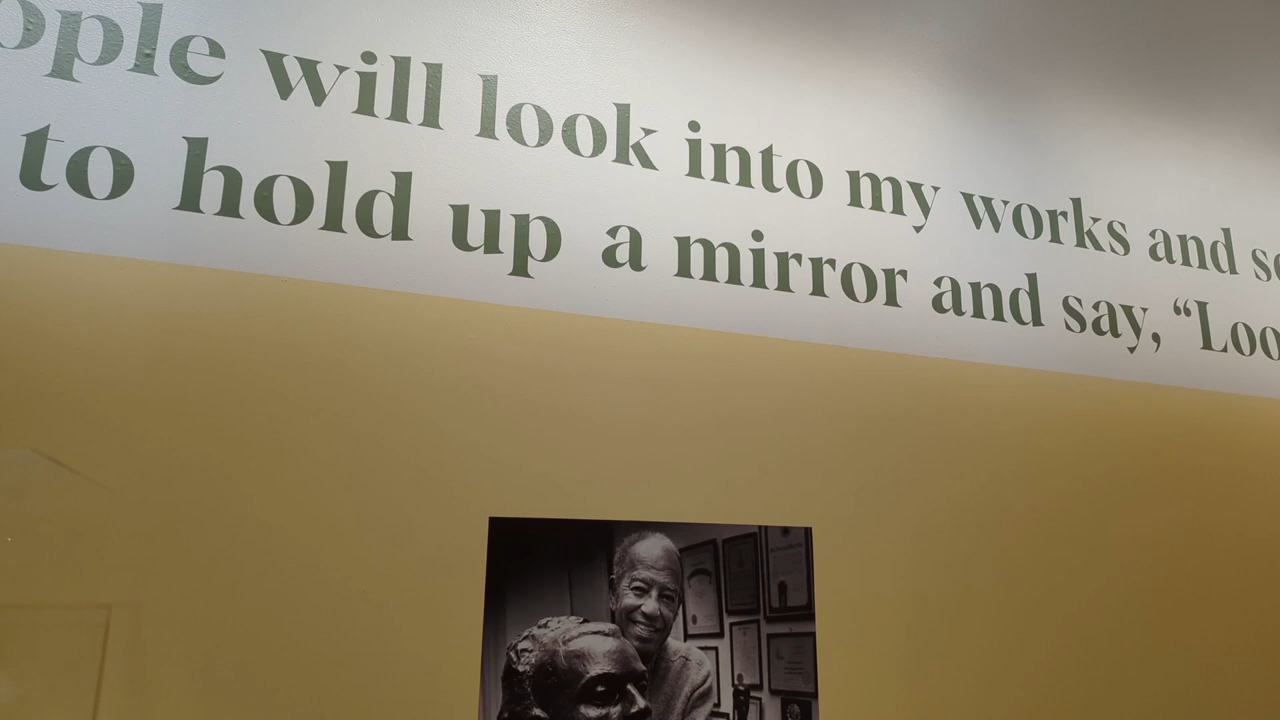 ople will look into my works and s
to hold up a mirror and say, “Loo